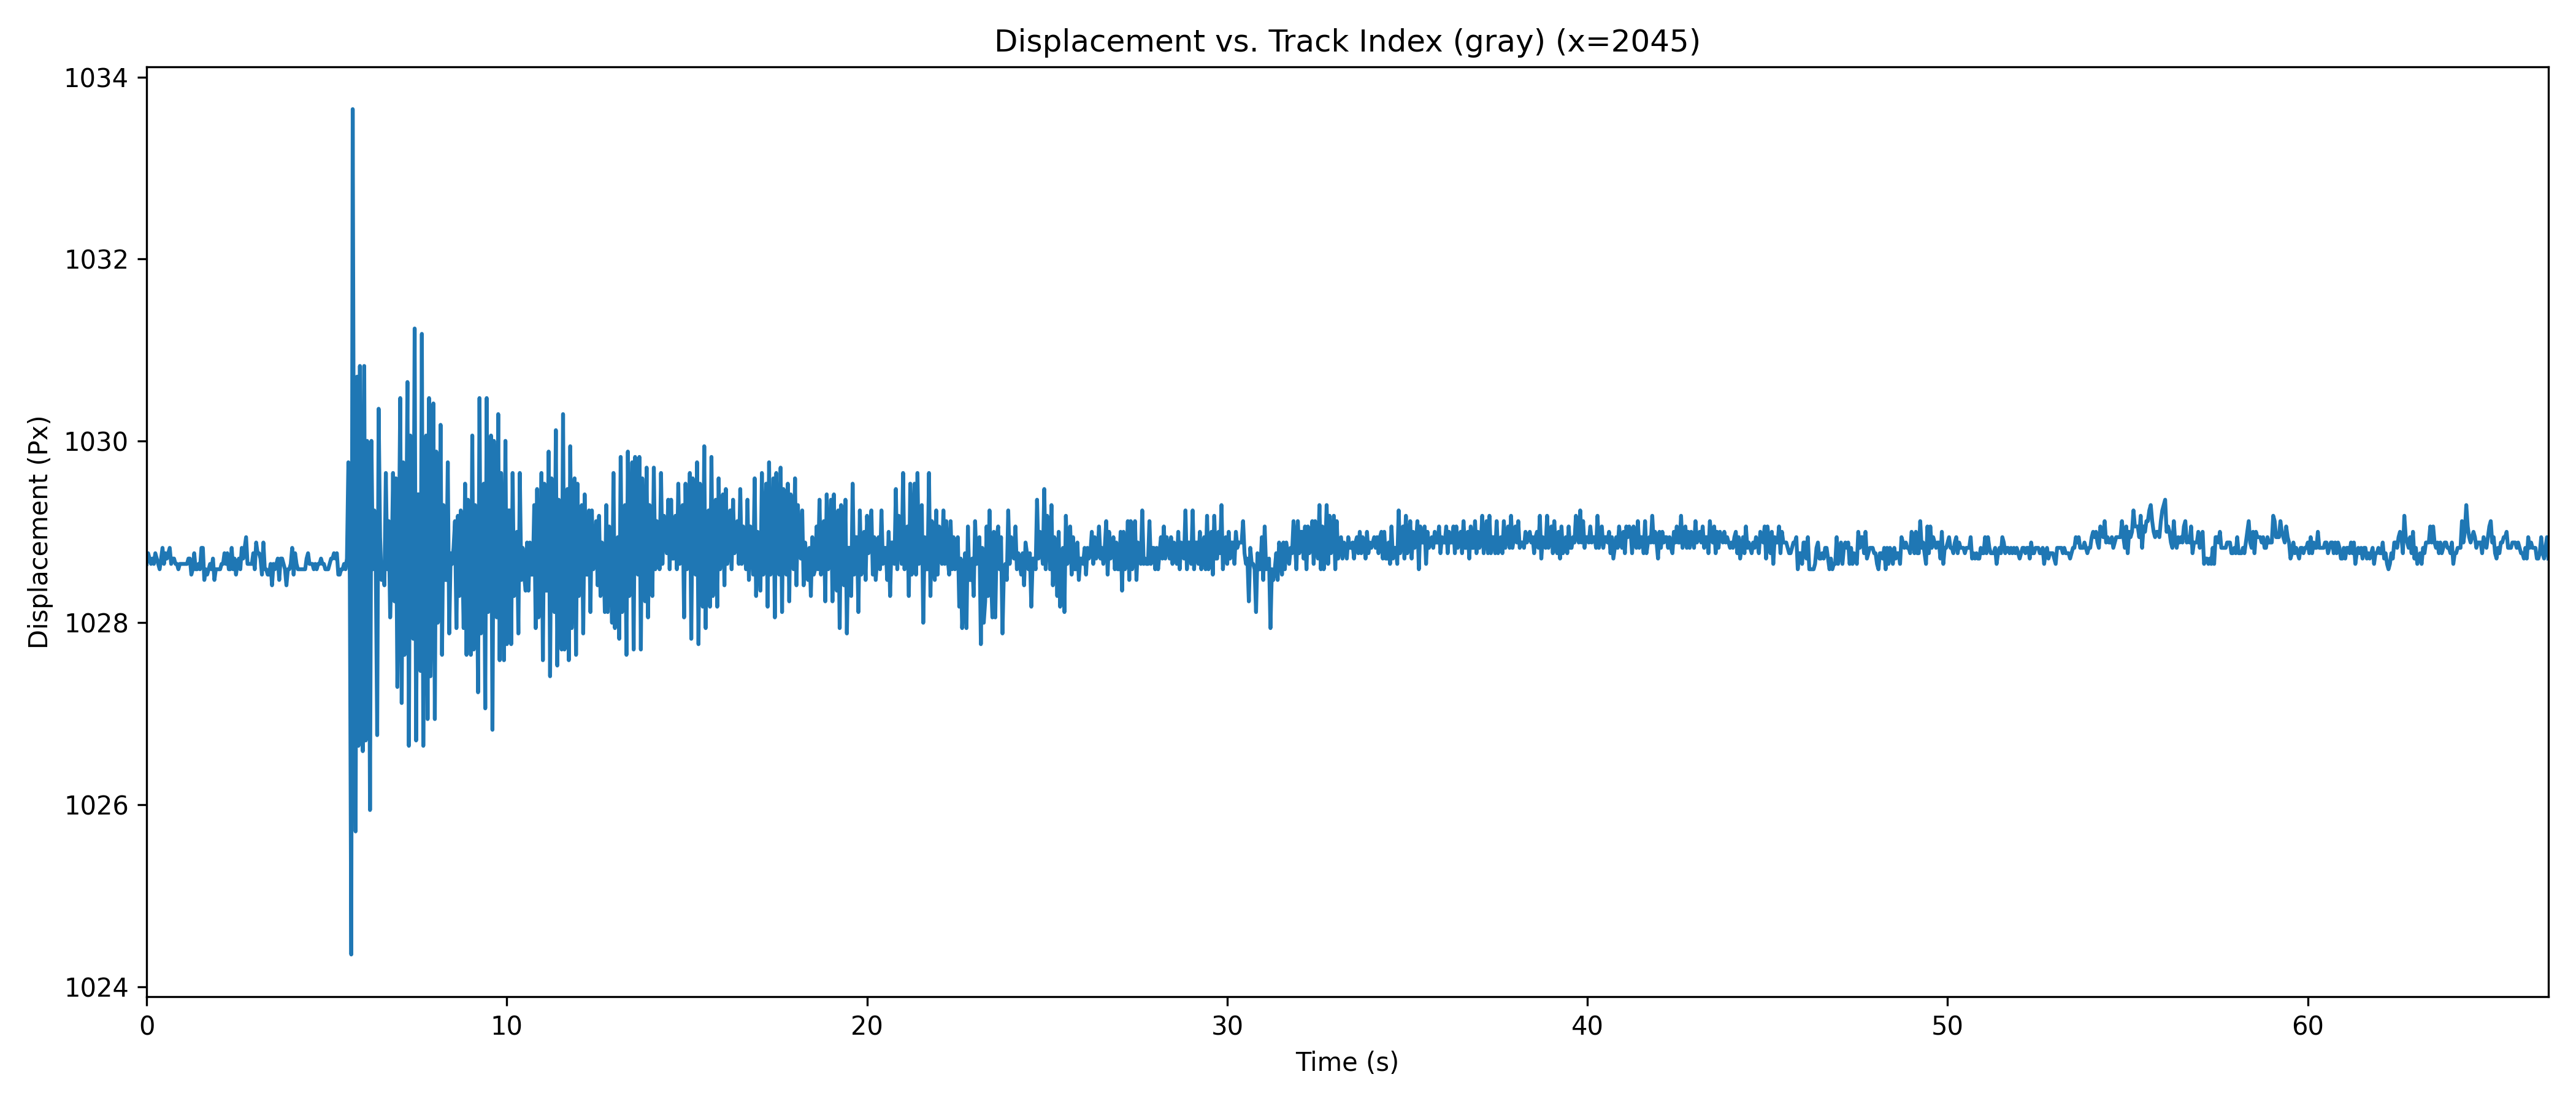 Displacement vs. Track Index (gray) (x=2045)
1034
1032
1030
1028
1026
1024
Displacement (Px)
0 10 20 30 40 50 60
Time (s)